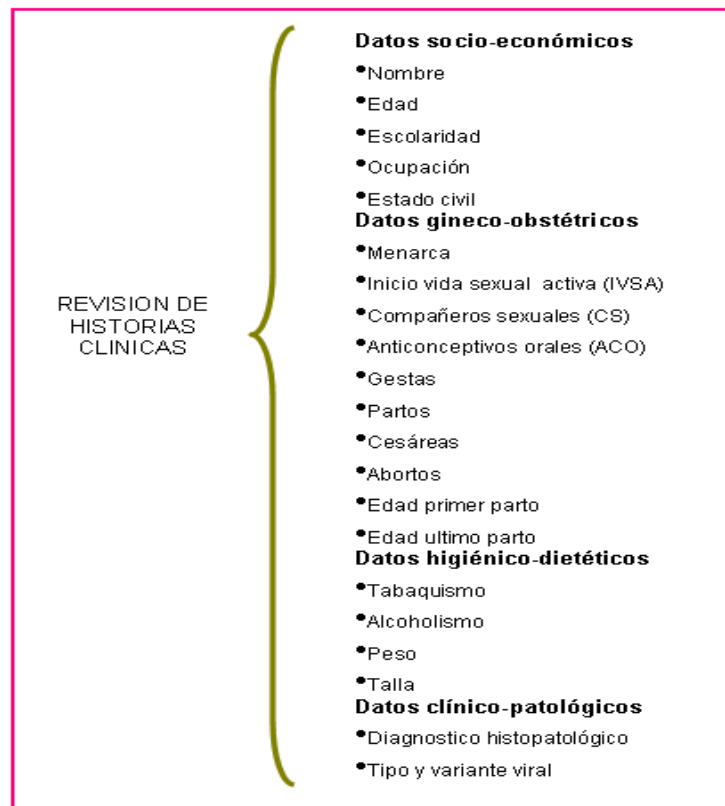 REVISION DE
HISTORIAS
CLINICAS
Datos socio-económicos
•Nombre
•Edad
•Escolaridad
•Ocupación
•Estado civil
Datos gineco-obstétricos
•Menarca
•Inicio vida sexual activa (IVSA)
•Compañeros sexuales (CS)
•Anticonceptivos orales (ACO)
•Gestas
•Partos
•Cesáreas
•Abortos
•Edad primer parto
•Edad ultimo parto
Datos higiénico-dietéticos
•Tabaquismo
•Alcoholismo
•Peso
•Talla
Datos clínico-patológicos
•Diagnostico histopatológico
•Tipo y variante viral